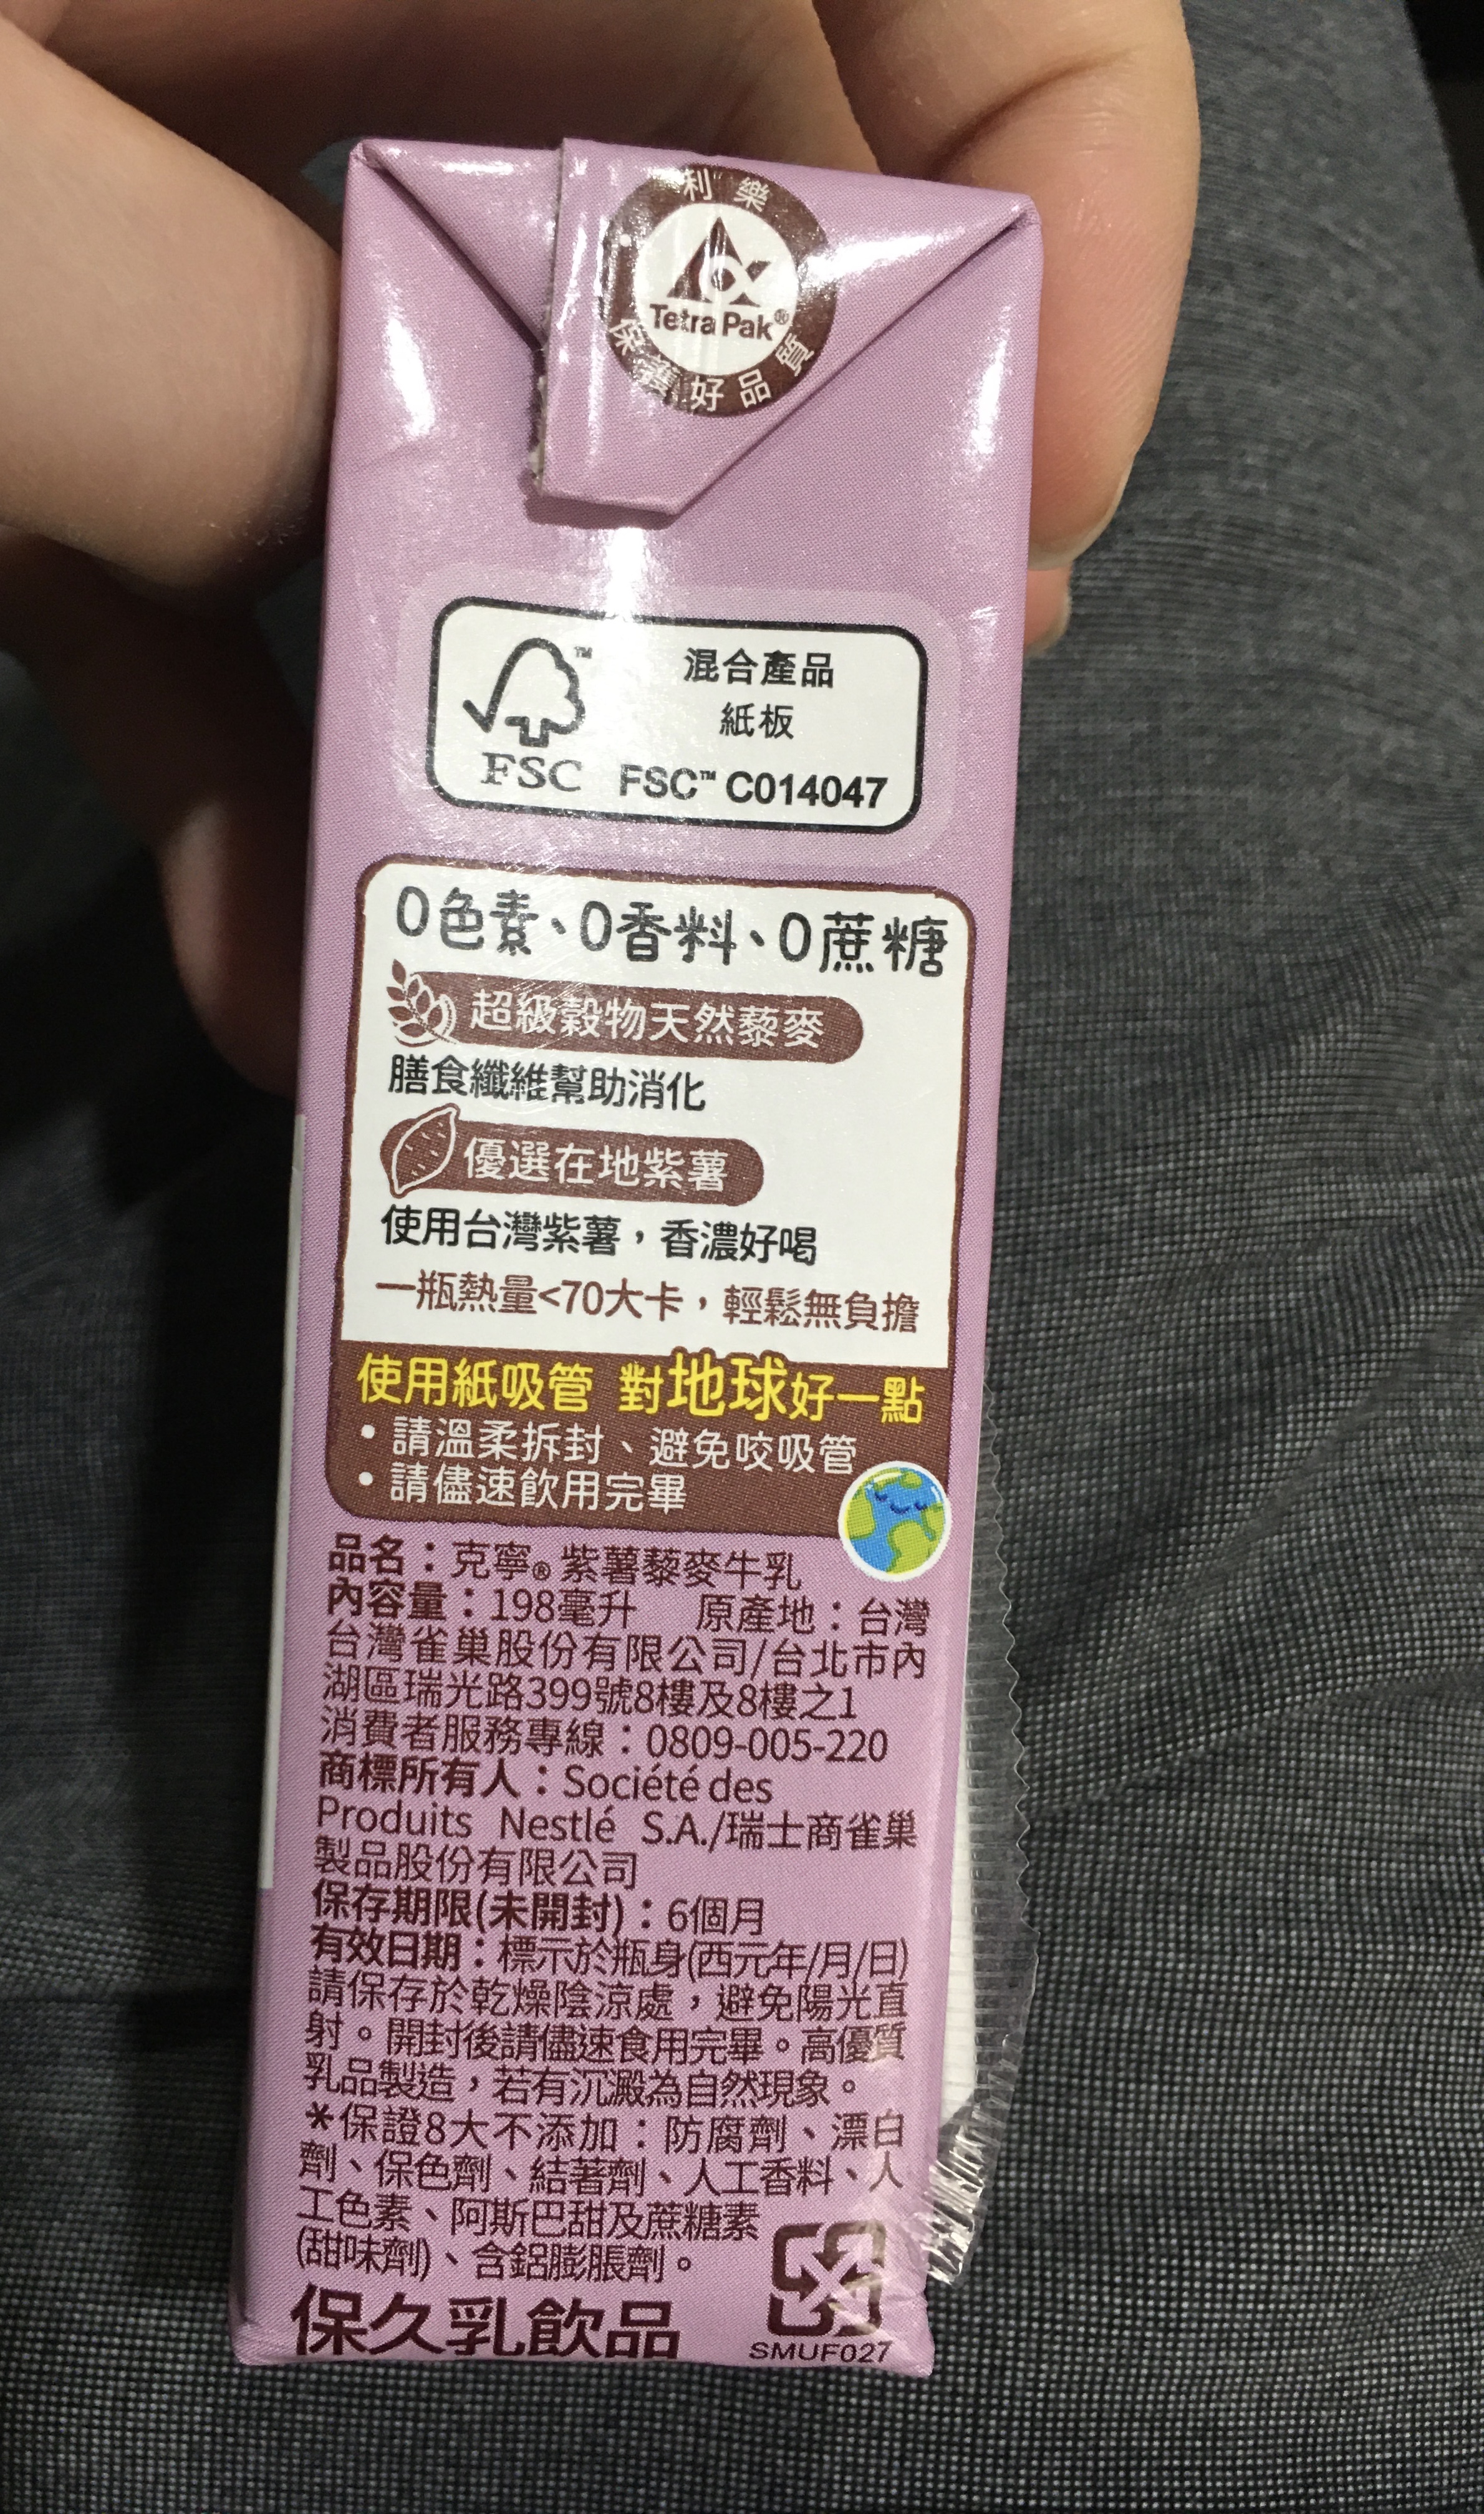 利樂
Tetra Pak®
保護好品質
混合產品
紙板
FSC
FSC™ C014047
0色素、0香料、0蔗糖
超級穀物天然藜麥
膳食纖維幫助消化
優選在地紫薯
使用台灣紫薯，香濃好喝
一瓶熱量<70大卡，輕鬆無負擔
使用紙吸管 對地球好一點
• 請溫柔拆封、避免咬吸管
• 請儘速飲用完畢
品名：克寧® 紫薯藜麥牛乳
內容量：198毫升 原產地：台灣
台灣雀巢股份有限公司/台北市內
湖區瑞光路399號8樓及8樓之1
消費者服務專線：0809-005-220
商標所有人：Société des
Produits Nestlé S.A./瑞士商雀巢
製品股份有限公司
保存期限(未開封)：6個月
有效日期：標示於瓶身(西元年/月/日)
請保存於乾燥陰涼處，避免陽光直
射。開封後請儘速食用完畢。高優質
乳品製造，若有沉澱為自然現象。
*保證8大不添加：防腐劑、漂白
劑、保色劑、結著劑、人工香料、人
工色素、阿斯巴甜及蔗糖素
(甜味劑)、含鋁膨脹劑。
保久乳飲品
SMUF027